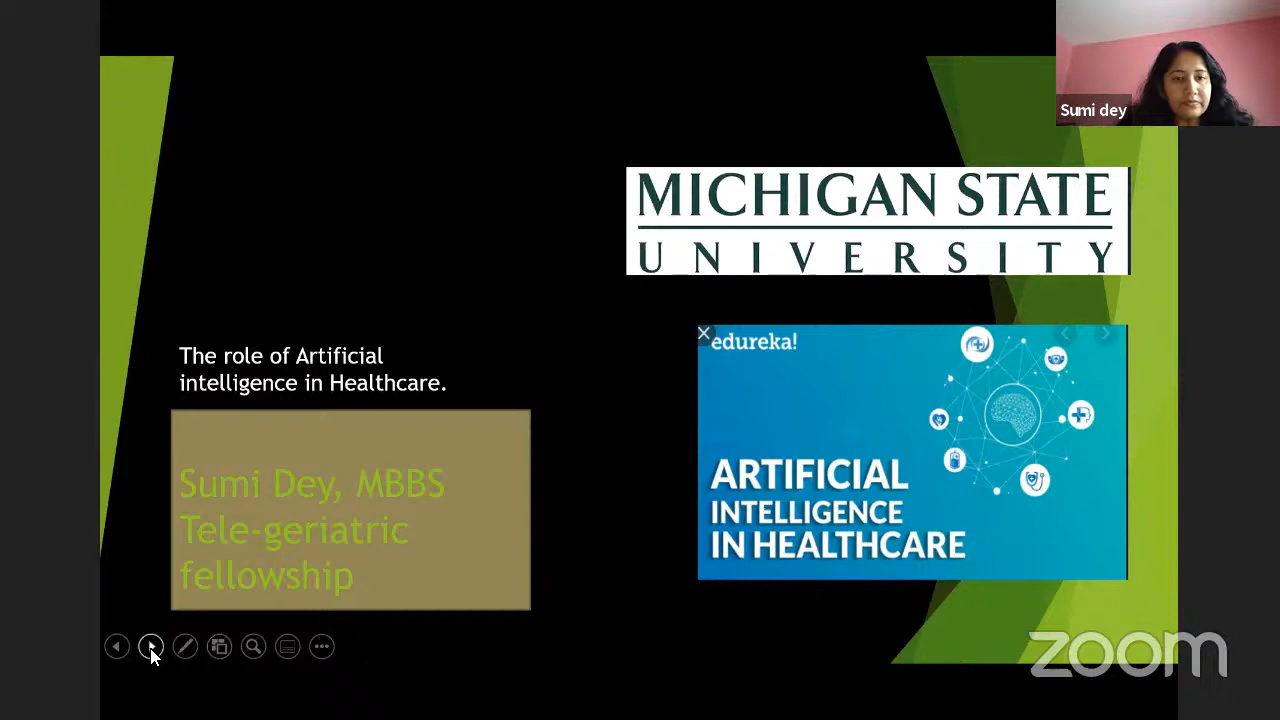 Sumi dey
MICHIGAN STATE
UNIVERSITY
The role of Artificial
intelligence in Healthcare.
Sumi Dey, MBBS
Tele-geriatric
fellowship
edureka!
ARTIFICIAL
INTELLIGENCE
IN HEALTHCARE
zoom